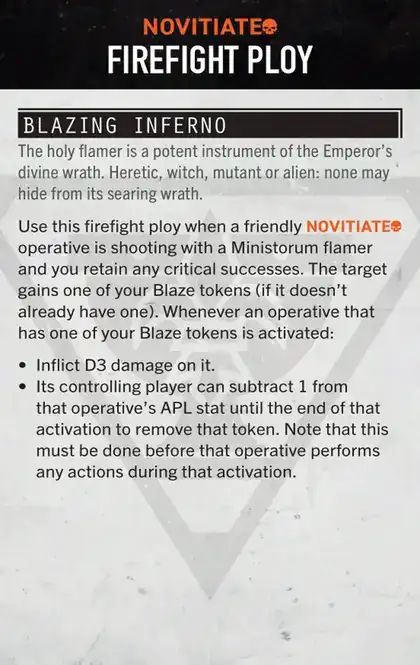 NOVITIATE
FIREFIGHT PLOY
BLAZING INFERNO
The holy flamer is a potent instrument of the Emperor’s
divine wrath. Heretic, witch, mutant or alien: none may
hide from its searing wrath.
Use this firefight ploy when a friendly NOVITIATE
operative is shooting with a Ministorum flamer
and you retain any critical successes. The target
gains one of your Blaze tokens (if it doesn’t
already have one). Whenever an operative that
has one of your Blaze tokens is activated:
• Inflict D3 damage on it.
• Its controlling player can subtract 1 from
that operative’s APL stat until the end of that
activation to remove that token. Note that this
must be done before that operative performs
any actions during that activation.